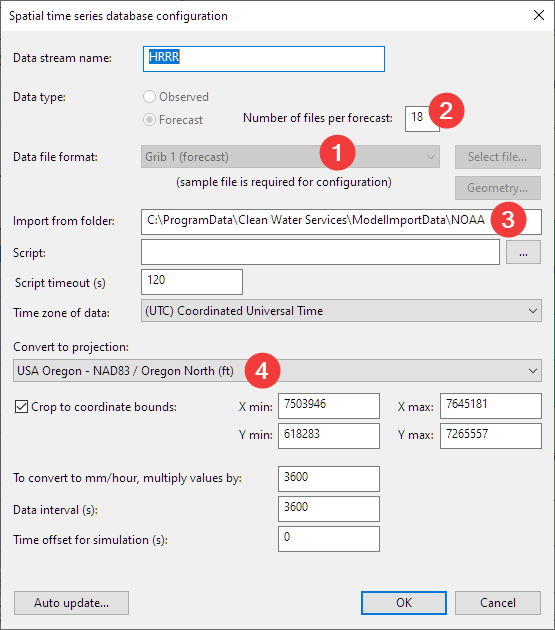 Spatial time series database configuration
Data stream name: HRRR
Data type: Observed
Forecast Number of files per forecast: 18 2
Data file format: Grib 1 (forecast) 1 Select file...
(sample file is required for configuration) Geometry...
Import from folder: C:\ProgramData\Clean Water Services\ModelImportData\NOAA 3
Script: ...
Script timeout (s) 120
Time zone of data: (UTC) Coordinated Universal Time
Convert to projection:
USA Oregon - NAD83 / Oregon North (ft) 4
Crop to coordinate bounds: X min: 7503946 X max: 7645181
Y min: 618283 Y max: 7265557
To convert to mm/hour, multiply values by: 3600
Data interval (s): 3600
Time offset for simulation (s): 0
Auto update... OK Cancel